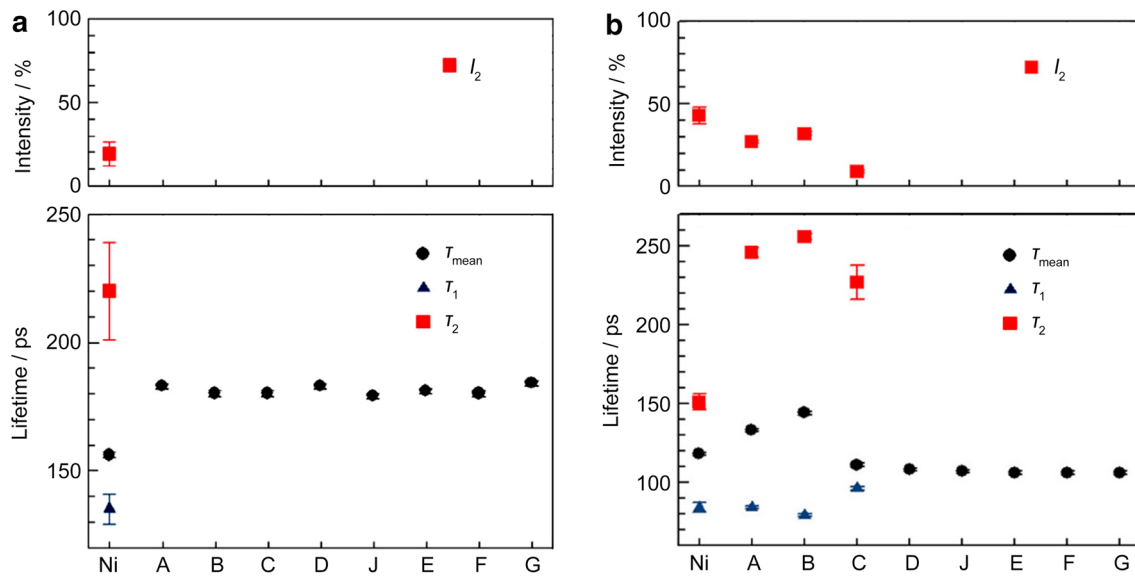 a
100
50
0
Intensity / %
I2
250
200
150
Lifetime / ps
τmean
τ1
τ2
Ni A B C D J E F G
b
100
50
0
Intensity / %
I2
250
200
150
100
Lifetime / ps
τmean
τ1
τ2
Ni A B C D J E F G